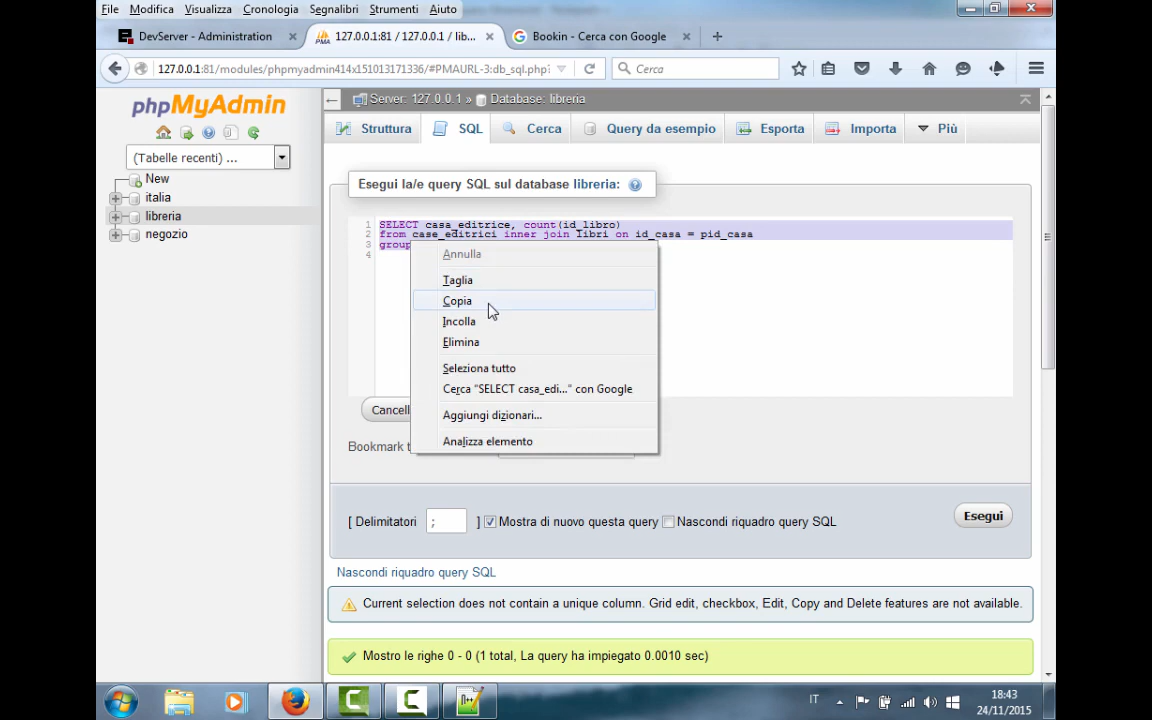 File Modifica Visualizza Cronologia Segnalibri Strumenti Aiuto
DevServer - Administration
127.0.0.1:81 / 127.0.0.1 / lib...
Bookin - Cerca con Google
127.0.0.1:81/modules/phpmyadmin414x151013171336/#PMAURL-3:db_sql.php?
Cerca
phpMyAdmin
(Tabelle recenti) ...
New
italia
libreria
negozio
Server: 127.0.0.1 » Database: libreria
Struttura SQL Cerca Query da esempio Esporta Importa Più
Esegui la/e query SQL sul database libreria:
1 SELECT casa_editrice, count(id_libro)
2 from case_editrici inner join libri on id_casa = pid_casa
3 group
4
Annulla
Taglia
Copia
Incolla
Elimina
Seleziona tutto
Cerca "SELECT casa_edi..." con Google
Aggiungi dizionari...
Analizza elemento
Cancell
Bookmark t
[ Delimitatori ; ] Mostra di nuovo questa query Nascondi riquadro query SQL
Esegui
Nascondi riquadro query SQL
Current selection does not contain a unique column. Grid edit, checkbox, Edit, Copy and Delete features are not available.
Mostro le righe 0 - 0 (1 total, La query ha impiegato 0.0010 sec)
IT
18:43
24/11/2015